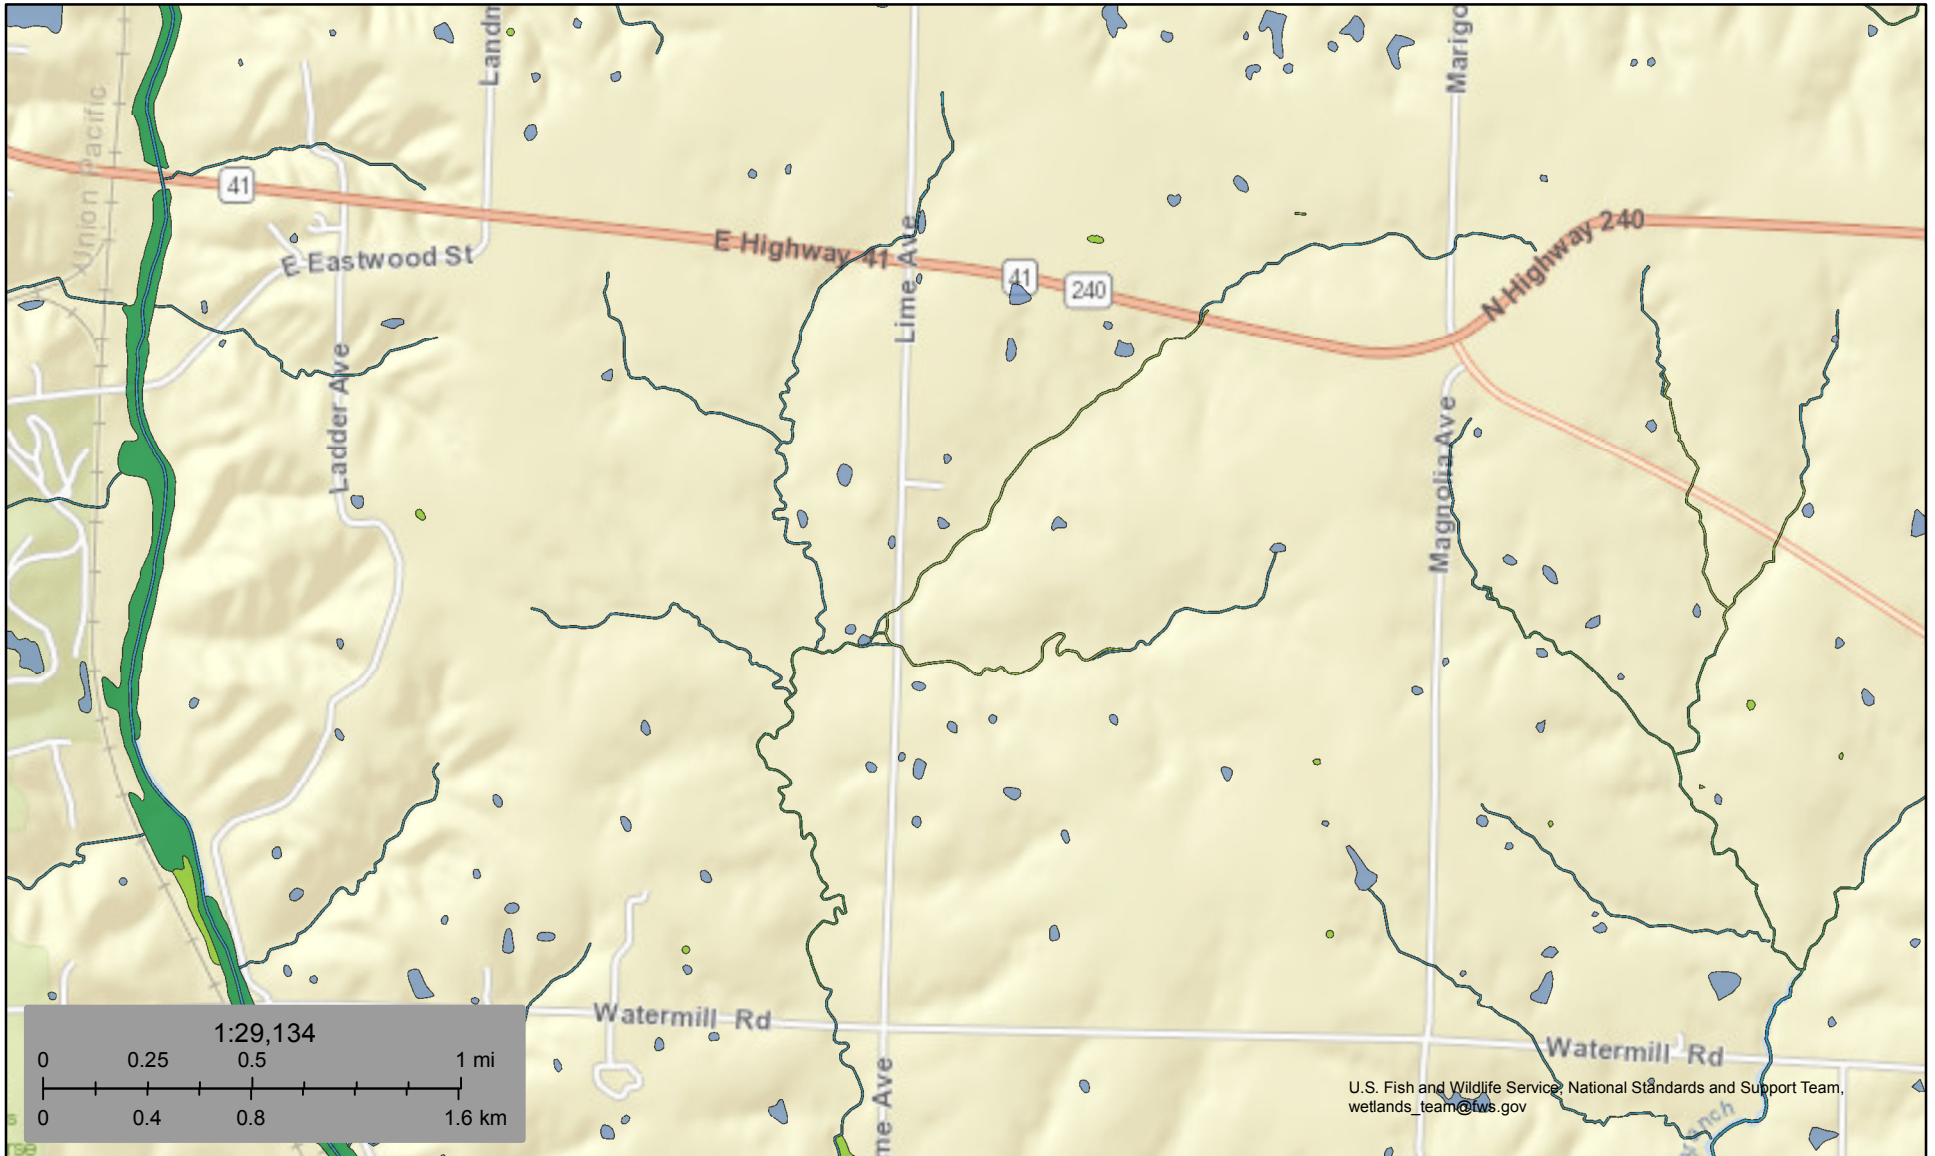 Landm
Marigo
Union Pacific
41
E Highway 41
Lime Ave
E Eastwood St
41
240
N Highway 240
Ladder Ave
Magnolia Ave
Watermill Rd
Watermill Rd
me Ave
ranch
1:29,134
0 0.25 0.5 1 mi
0 0.4 0.8 1.6 km
U.S. Fish and Wildlife Service, National Standards and Support Team,
wetlands_team@fws.gov